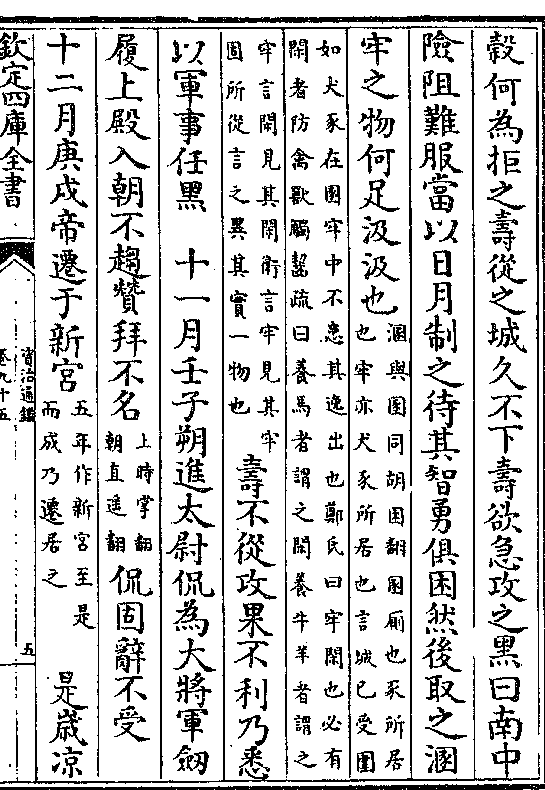 穀何為拒之壽從之城久不下壽欲急攻之黒曰南中
險阻難服當以日月制之待其智勇俱困然後取之溷
牢之物何足汲汲也
溷與圂同胡困翻圂厠也豕所居
也牢亦犬豕所居也言城已受圍
如犬豕在圂牢中不患其逸出也鄭氏曰牢閑也必有
閑者防禽獸觸齧疏曰養馬者謂之閑養牛羊者謂之
牢言閑見其閑衛言牢見其牢
固所從言之異其實一物也
壽不從攻果不利乃悉
以軍事任黒　十一月壬子朔進太尉侃為大將軍劔
履上殿入朝不趨贊拜不名
上時掌翻
朝直遥翻
侃固辭不受
十二月庚戌帝遷于新宮
五年作新宮至是
而成乃遷居之
是歲凉
欽定四庫全書
資治通鑑
卷九十五
五